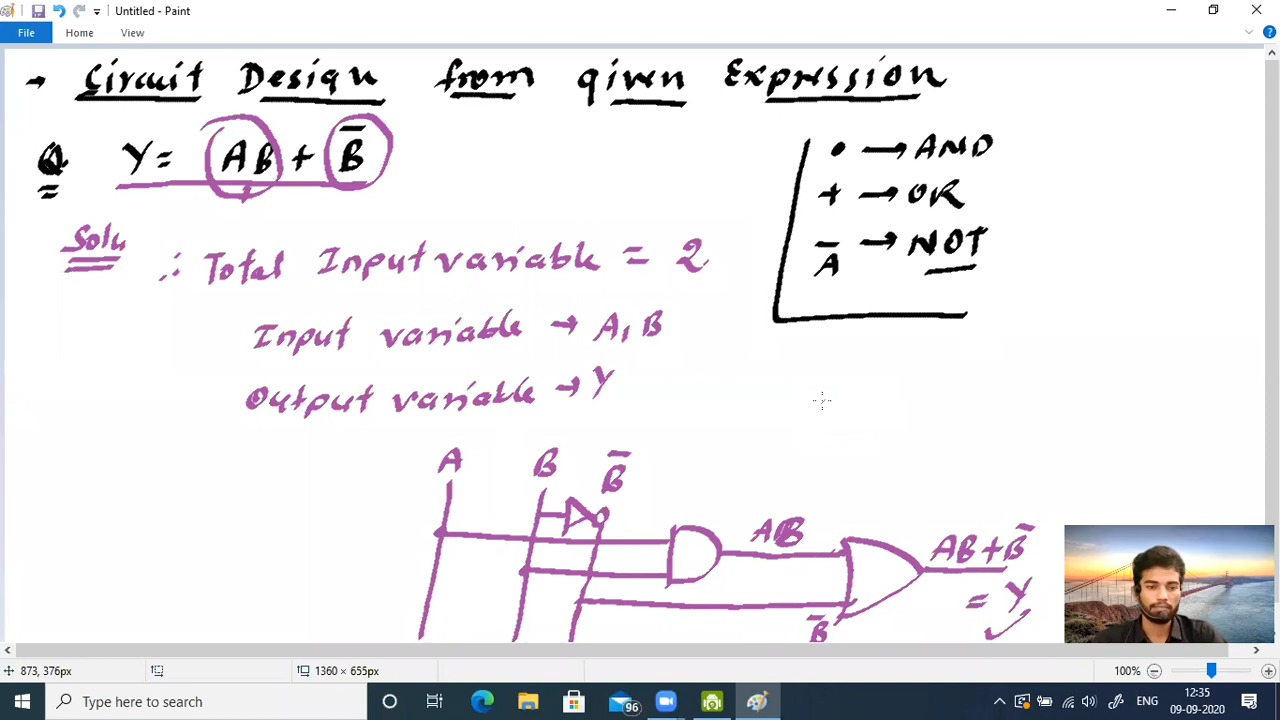 Untitled - Paint
File Home View
Circuit Design from given Expression
Q Y = AB + B̅
• → AND
+ → OR
A̅ → NOT
Solu
∴ Total Input variable = 2
Input variable → A, B
Output variable → Y
A B B̅
AB
AB + B̅
= Y
B̅
873, 376px
1360 × 655px
100%
Type here to search
96
ENG
12:35
09-09-2020